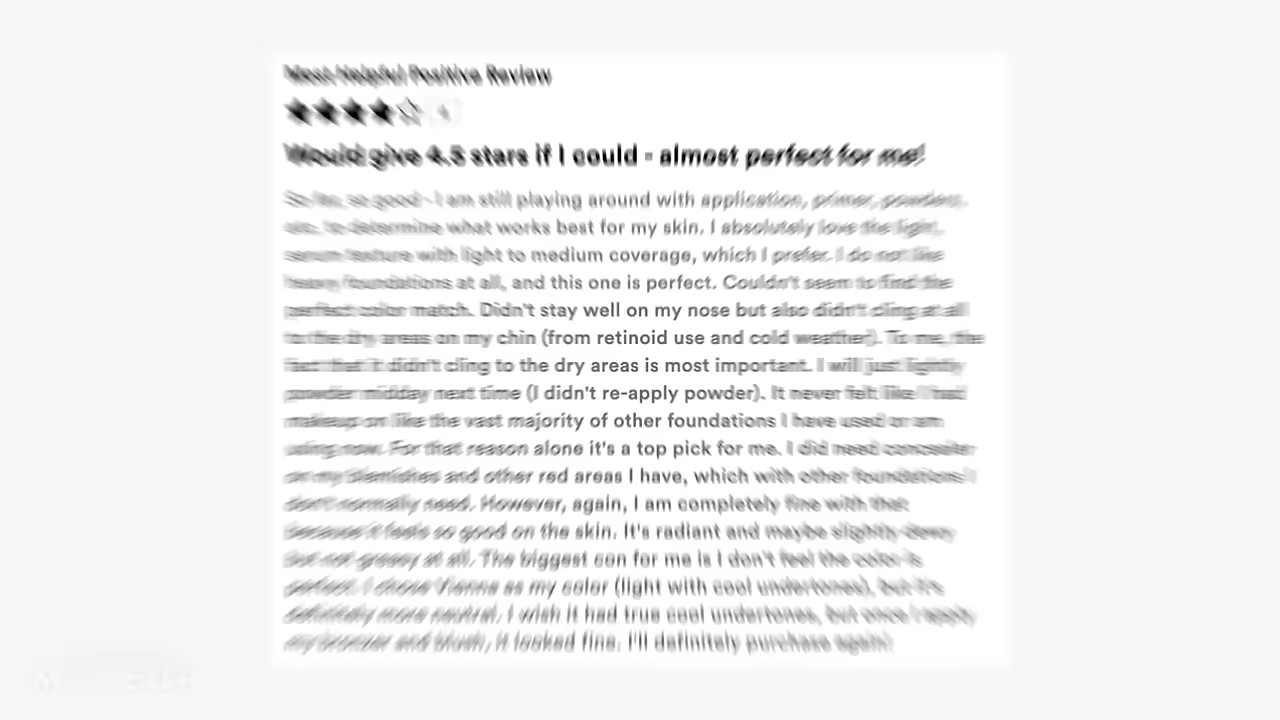 Most Helpful Positive Review
Would give 4.5 stars if I could - almost perfect for me!
So far, so good - I am still playing around with application, primer, powders,
etc. to determine what works best for my skin. I absolutely love the light,
serum texture with light to medium coverage, which I prefer. I do not like
heavy foundations at all, and this one is perfect. Couldn't seem to find the
perfect color match. Didn't stay well on my nose but also didn't cling at all
to the dry areas on my chin (from retinoid use and cold weather). To me, the
fact that it didn't cling to the dry areas is most important. I will just lightly
powder midday next time (I didn't re-apply powder). It never felt like I had
makeup on like the vast majority of other foundations I have used or am
using now. For that reason alone it's a top pick for me. I did need concealer
on my blemishes and other red areas I have, which with other foundations I
don't normally need. However, again, I am completely fine with that
because it feels so good on the skin. It's radiant and maybe slightly dewy
but not greasy at all. The biggest con for me is I don't feel the color is
perfect. I chose Vienna as my color (light with cool undertones), but it's
definitely more neutral. I wish it had true cool undertones, but once I apply
my bronzer and blush, it looked fine. I'll definitely purchase again!